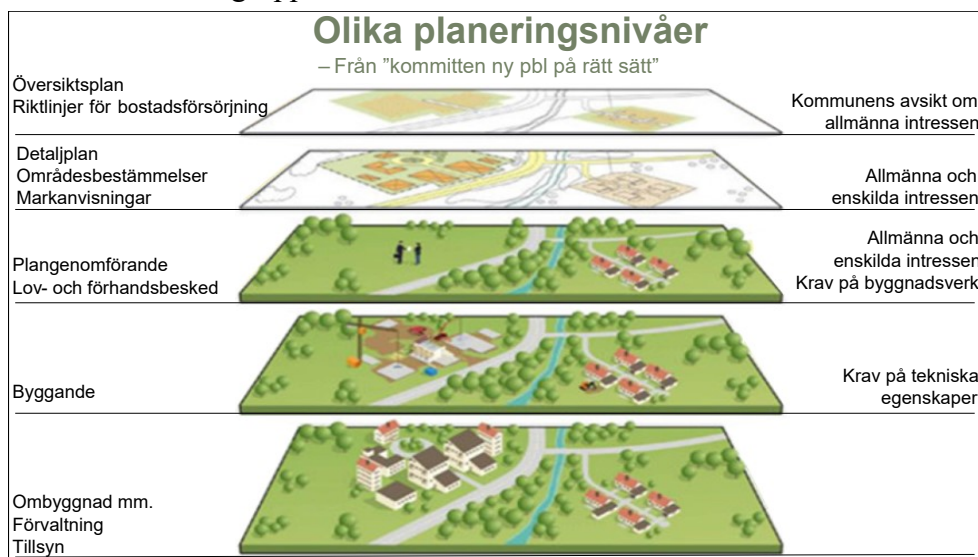 Olika planeringsnivåer
– Från ”kommitten ny pbl på rätt sätt”
Översiktsplan
Riktlinjer för bostadsförsörjning
Kommunens avsikt om
allmänna intressen
Detaljplan
Områdesbestämmelser
Markanvisningar
Allmänna och
enskilda intressen
Plangenomförande
Lov- och förhandsbesked
Allmänna och
enskilda intressen
Krav på byggnadsverk
Byggande
Krav på tekniska
egenskaper
Ombyggnad mm.
Förvaltning
Tillsyn